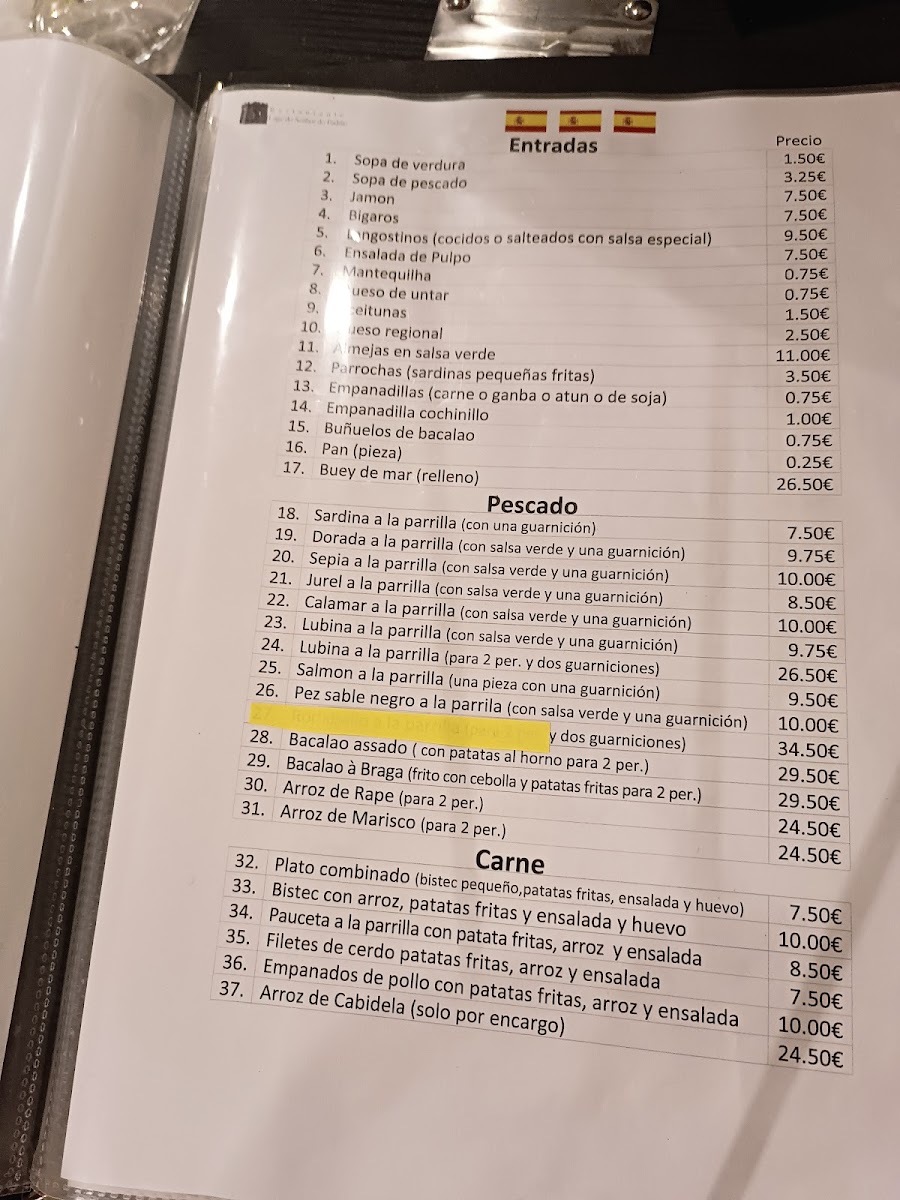 Entradas Precio
1. Sopa de verdura 1.50€
2. Sopa de pescado 3.25€
3. Jamon 7.50€
4. Bigaros 7.50€
5. Langostinos (cocidos o salteados con salsa especial) 9.50€
6. Ensalada de Pulpo 7.50€
7. Mantequilha 0.75€
8. ueso de untar 0.75€
9. ceitunas 1.50€
10. ueso regional 2.50€
11. Almejas en salsa verde 11.00€
12. Parrochas (sardinas pequeñas fritas) 3.50€
13. Empanadillas (carne o ganba o atun o de soja) 0.75€
14. Empanadilla cochinillo 1.00€
15. Buñuelos de bacalao 0.75€
16. Pan (pieza) 0.25€
17. Buey de mar (relleno) 26.50€
Pescado
18. Sardina a la parrilla (con una guarnición) 7.50€
19. Dorada a la parrilla (con salsa verde y una guarnición) 9.75€
20. Sepia a la parrilla (con salsa verde y una guarnición) 10.00€
21. Jurel a la parrilla (con salsa verde y una guarnición) 8.50€
22. Calamar a la parrilla (con salsa verde y una guarnición) 10.00€
23. Lubina a la parrilla (con salsa verde y una guarnición) 9.75€
24. Lubina a la parrilla (para 2 per. y dos guarniciones) 26.50€
25. Salmon a la parrilla (una pieza con una guarnición) 9.50€
26. Pez sable negro a la parrila (con salsa verde y una guarnición) 10.00€
27. a la parrilla (para 2 per. y dos guarniciones) 34.50€
28. Bacalao assado ( con patatas al horno para 2 per.) 29.50€
29. Bacalao à Braga (frito con cebolla y patatas fritas para 2 per.) 29.50€
30. Arroz de Rape (para 2 per.) 24.50€
31. Arroz de Marisco (para 2 per.) 24.50€
Carne
32. Plato combinado (bistec pequeño,patatas fritas, ensalada y huevo) 7.50€
33. Bistec con arroz, patatas fritas y ensalada y huevo 10.00€
34. Pauceta a la parrilla con patata fritas, arroz y ensalada 8.50€
35. Filetes de cerdo patatas fritas, arroz y ensalada 7.50€
36. Empanados de pollo con patatas fritas, arroz y ensalada 10.00€
37. Arroz de Cabidela (solo por encargo) 24.50€